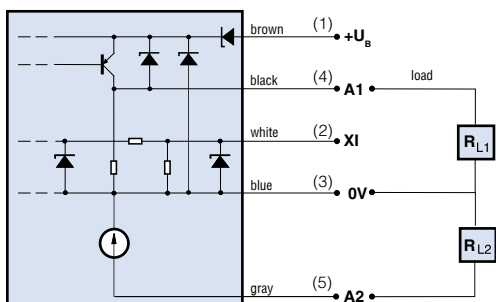 brown (1) +U_B
black (4) A1 load
white (2) XI
R_L1
blue (3) 0V
R_L2
gray (5) A2